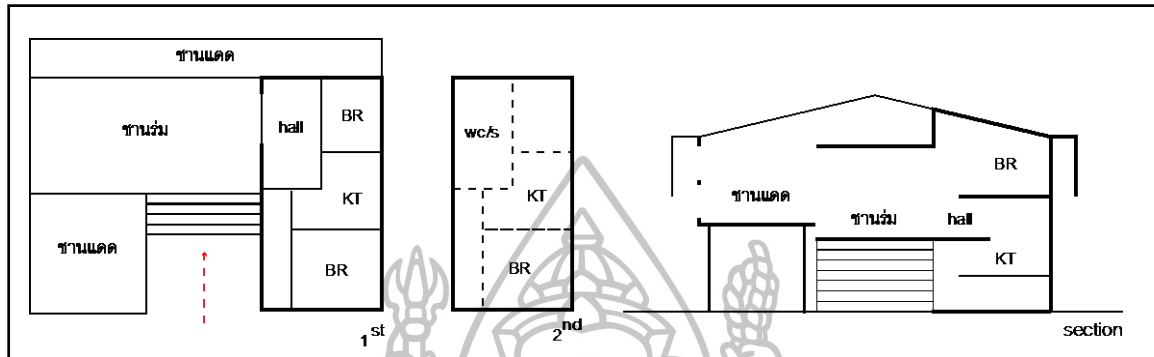 ชานแดด
ชานร่ม
hall
BR
KT
ชานแดด
BR
1st
wc/s
KT
BR
2nd
BR
ชานแดด
ชานร่ม
hall
KT
section